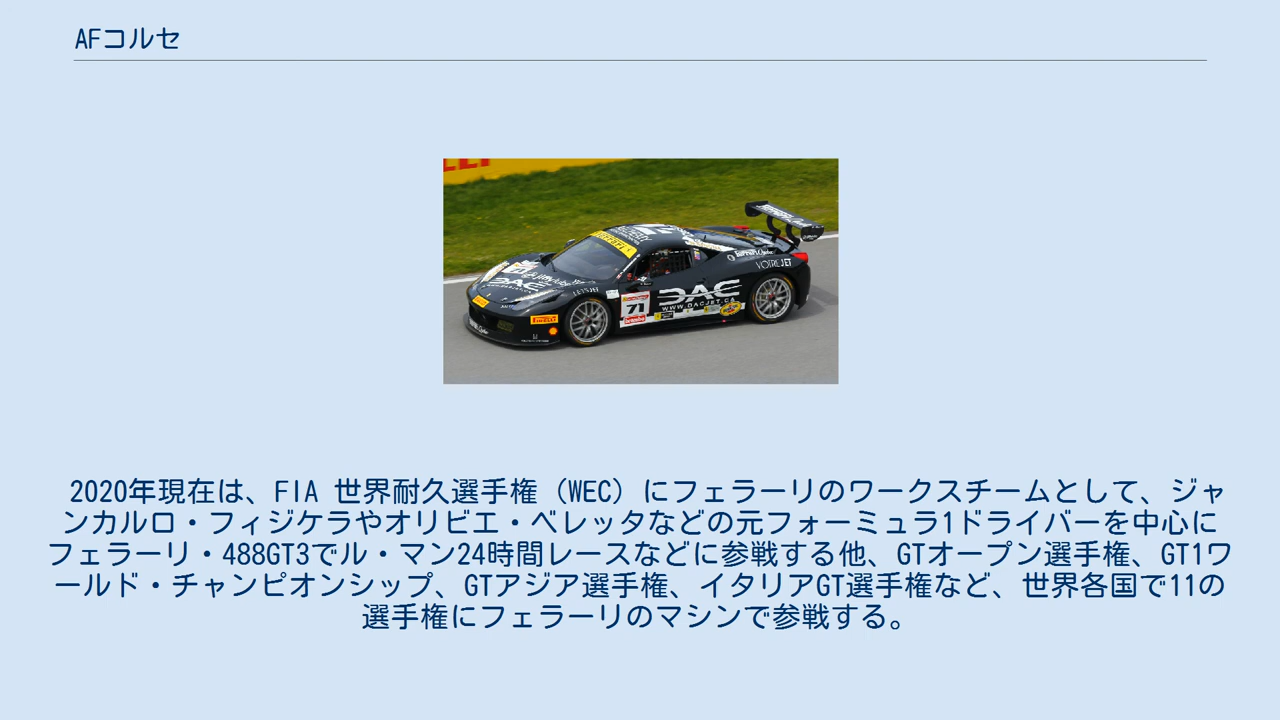 AFコルセ
71
DAC
WWW.DACJET.CA
VOTREJET
PIRELLI
2020年現在は、FIA 世界耐久選手権（WEC）にフェラーリのワークスチームとして、ジャ
ンカルロ・フィジケラやオリビエ・ベレッタなどの元フォーミュラ1ドライバーを中心に
フェラーリ・488GT3でル・マン24時間レースなどに参戦する他、GTオープン選手権、GT1ワ
ールド・チャンピオンシップ、GTアジア選手権、イタリアGT選手権など、世界各国で11の
選手権にフェラーリのマシンで参戦する。